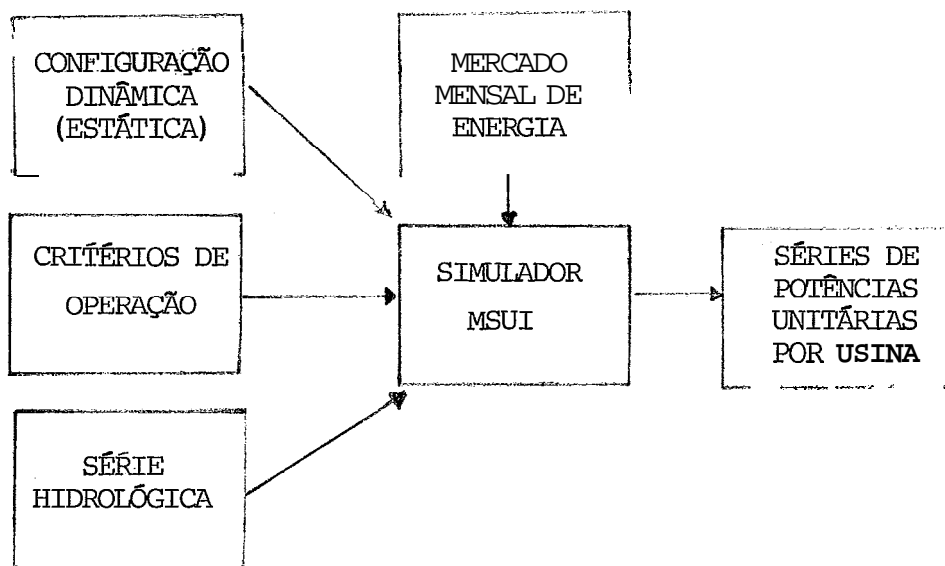 CONFIGURAÇÃO
DINÂMICA
(ESTÁTICA)
MERCADO
MENSAL DE
ENERGIA
CRITÉRIOS DE
OPERAÇÃO
SIMULADOR
MSUI
SÉRIES DE
POTÊNCIAS
UNITÁRIAS
POR USINA
SÉRIE
HIDROLÓGICA